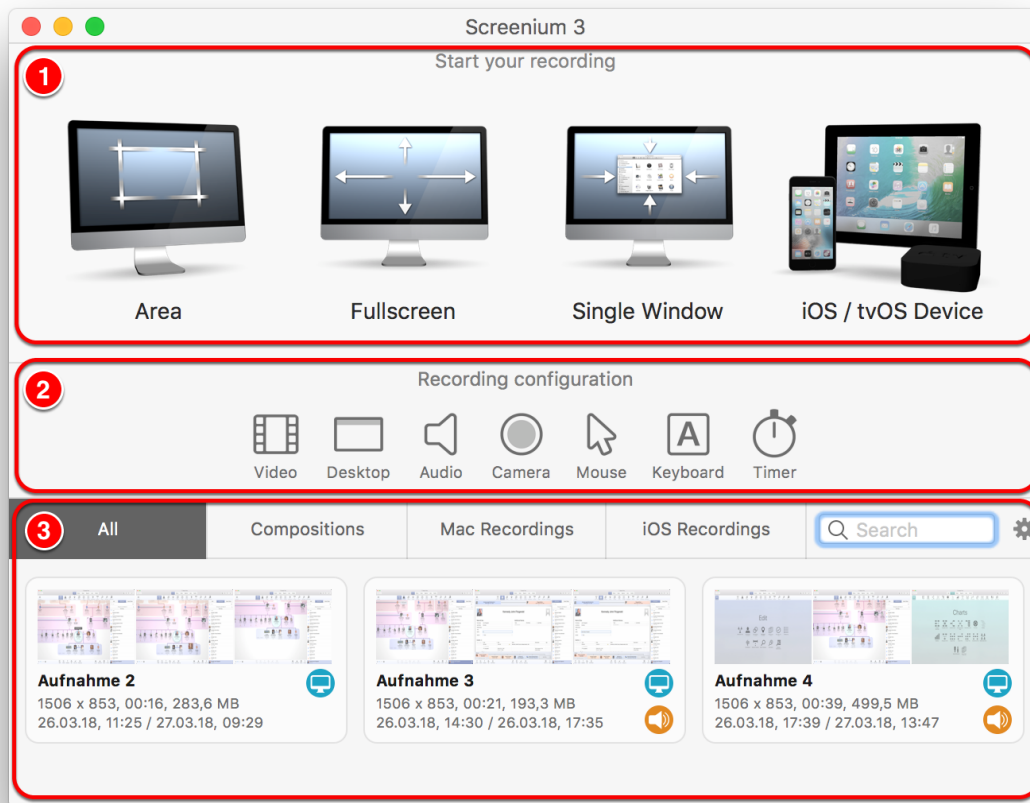 Screenium 3
1
Start your recording
Area
Fullscreen
Single Window
iOS / tvOS Device
2
Recording configuration
A
Video
Desktop
Audio
Camera
Mouse
Keyboard
Timer
3
All
Compositions
Mac Recordings
iOS Recordings
Search
Edit
Charts
Aufnahme 2
1506 x 853, 00:16, 283,6 MB
26.03.18, 11:25 / 27.03.18, 09:29
Aufnahme 3
1506 x 853, 00:21, 193,3 MB
26.03.18, 14:30 / 26.03.18, 17:35
Aufnahme 4
1506 x 853, 00:39, 499,5 MB
26.03.18, 17:39 / 27.03.18, 13:47